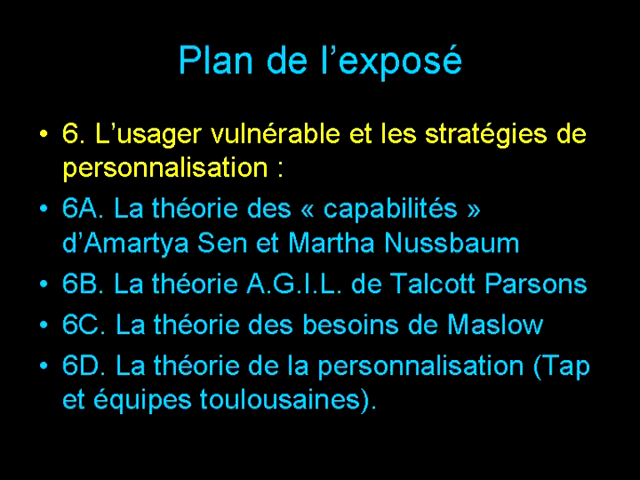 Plan de l’exposé
• 6. L’usager vulnérable et les stratégies de
personnalisation :
• 6A. La théorie des « capabilités »
d’Amartya Sen et Martha Nussbaum
• 6B. La théorie A.G.I.L. de Talcott Parsons
• 6C. La théorie des besoins de Maslow
• 6D. La théorie de la personnalisation (Tap
et équipes toulousaines).